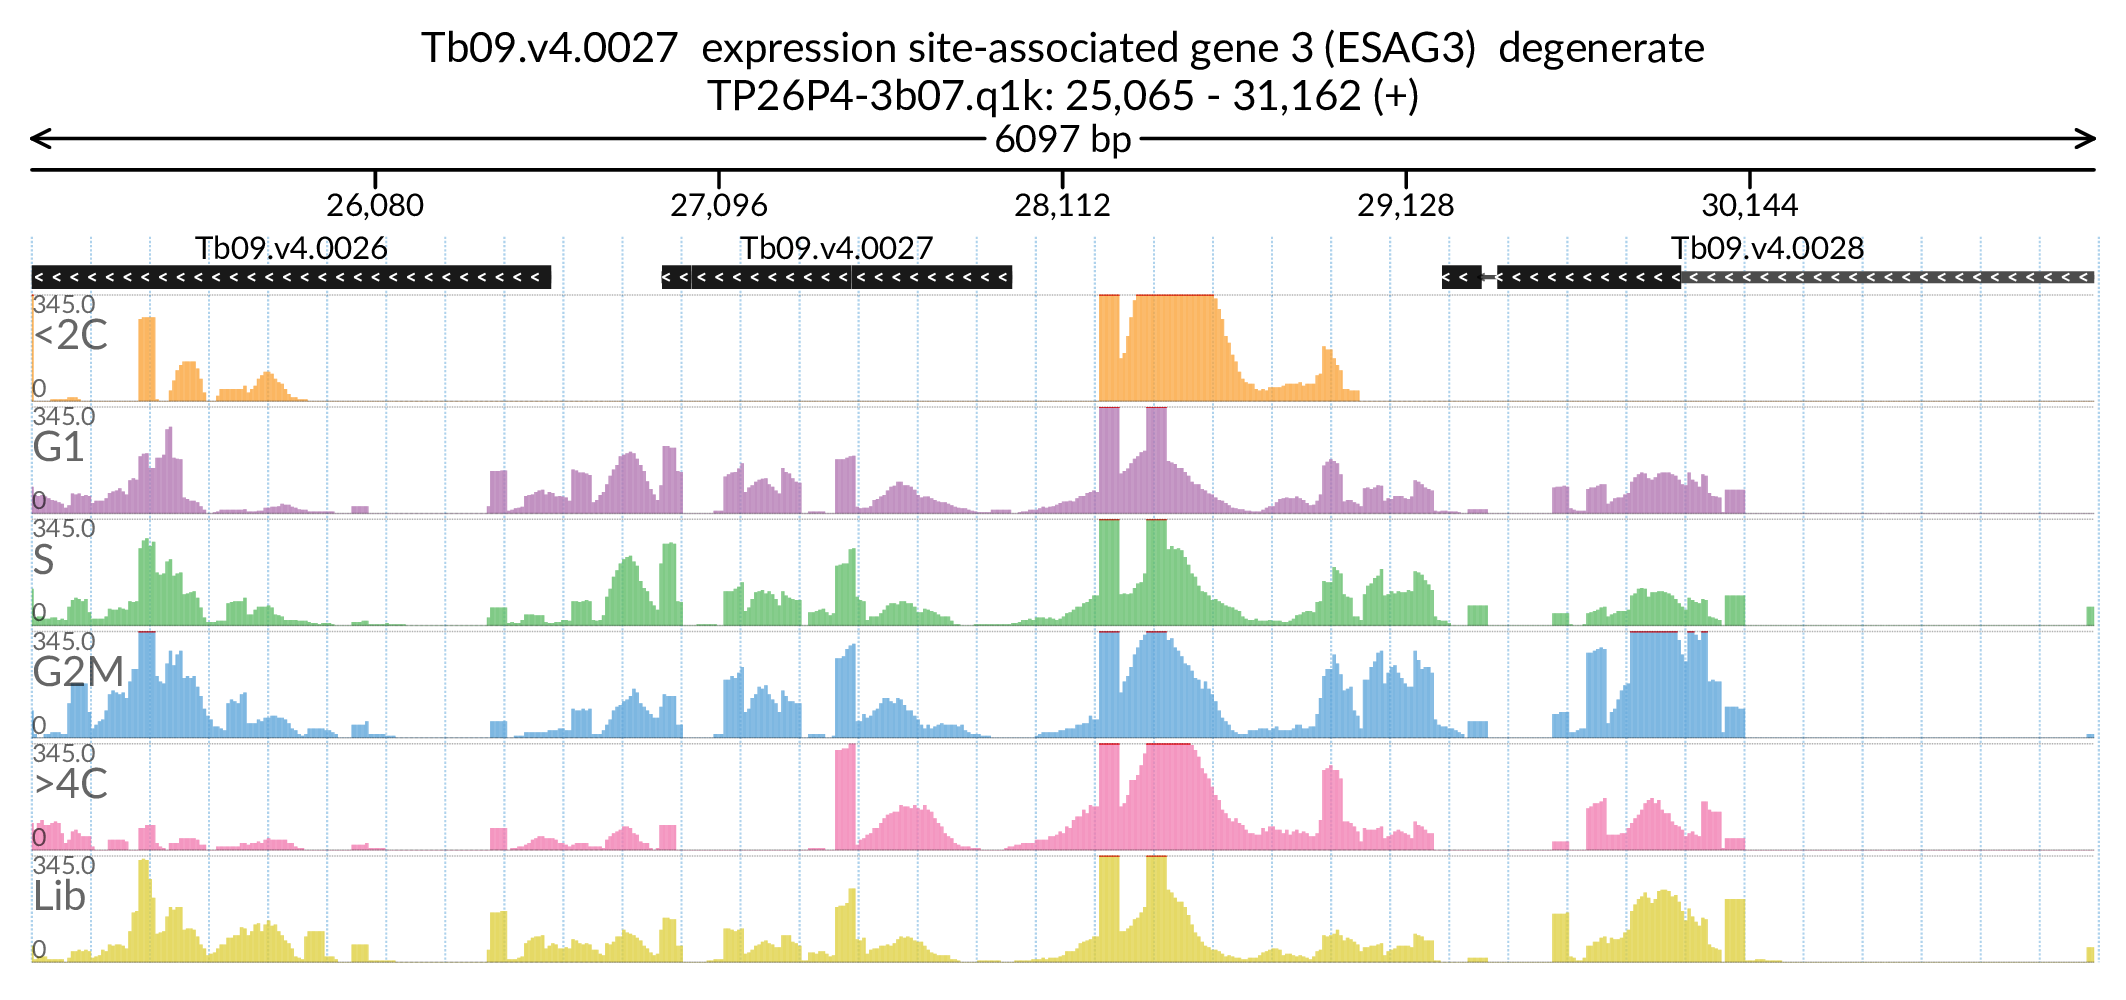 Tb09.v4.0027 expression site-associated gene 3 (ESAG3) degenerate
TP26P4-3b07.q1k: 25,065 - 31,162 (+)
6097 bp
26,080 27,096 28,112 29,128 30,144
Tb09.v4.0026 Tb09.v4.0027 Tb09.v4.0028
345.0
<2C
0
345.0
G1
0
345.0
S
0
345.0
G2M
0
345.0
>4C
0
345.0
Lib
0